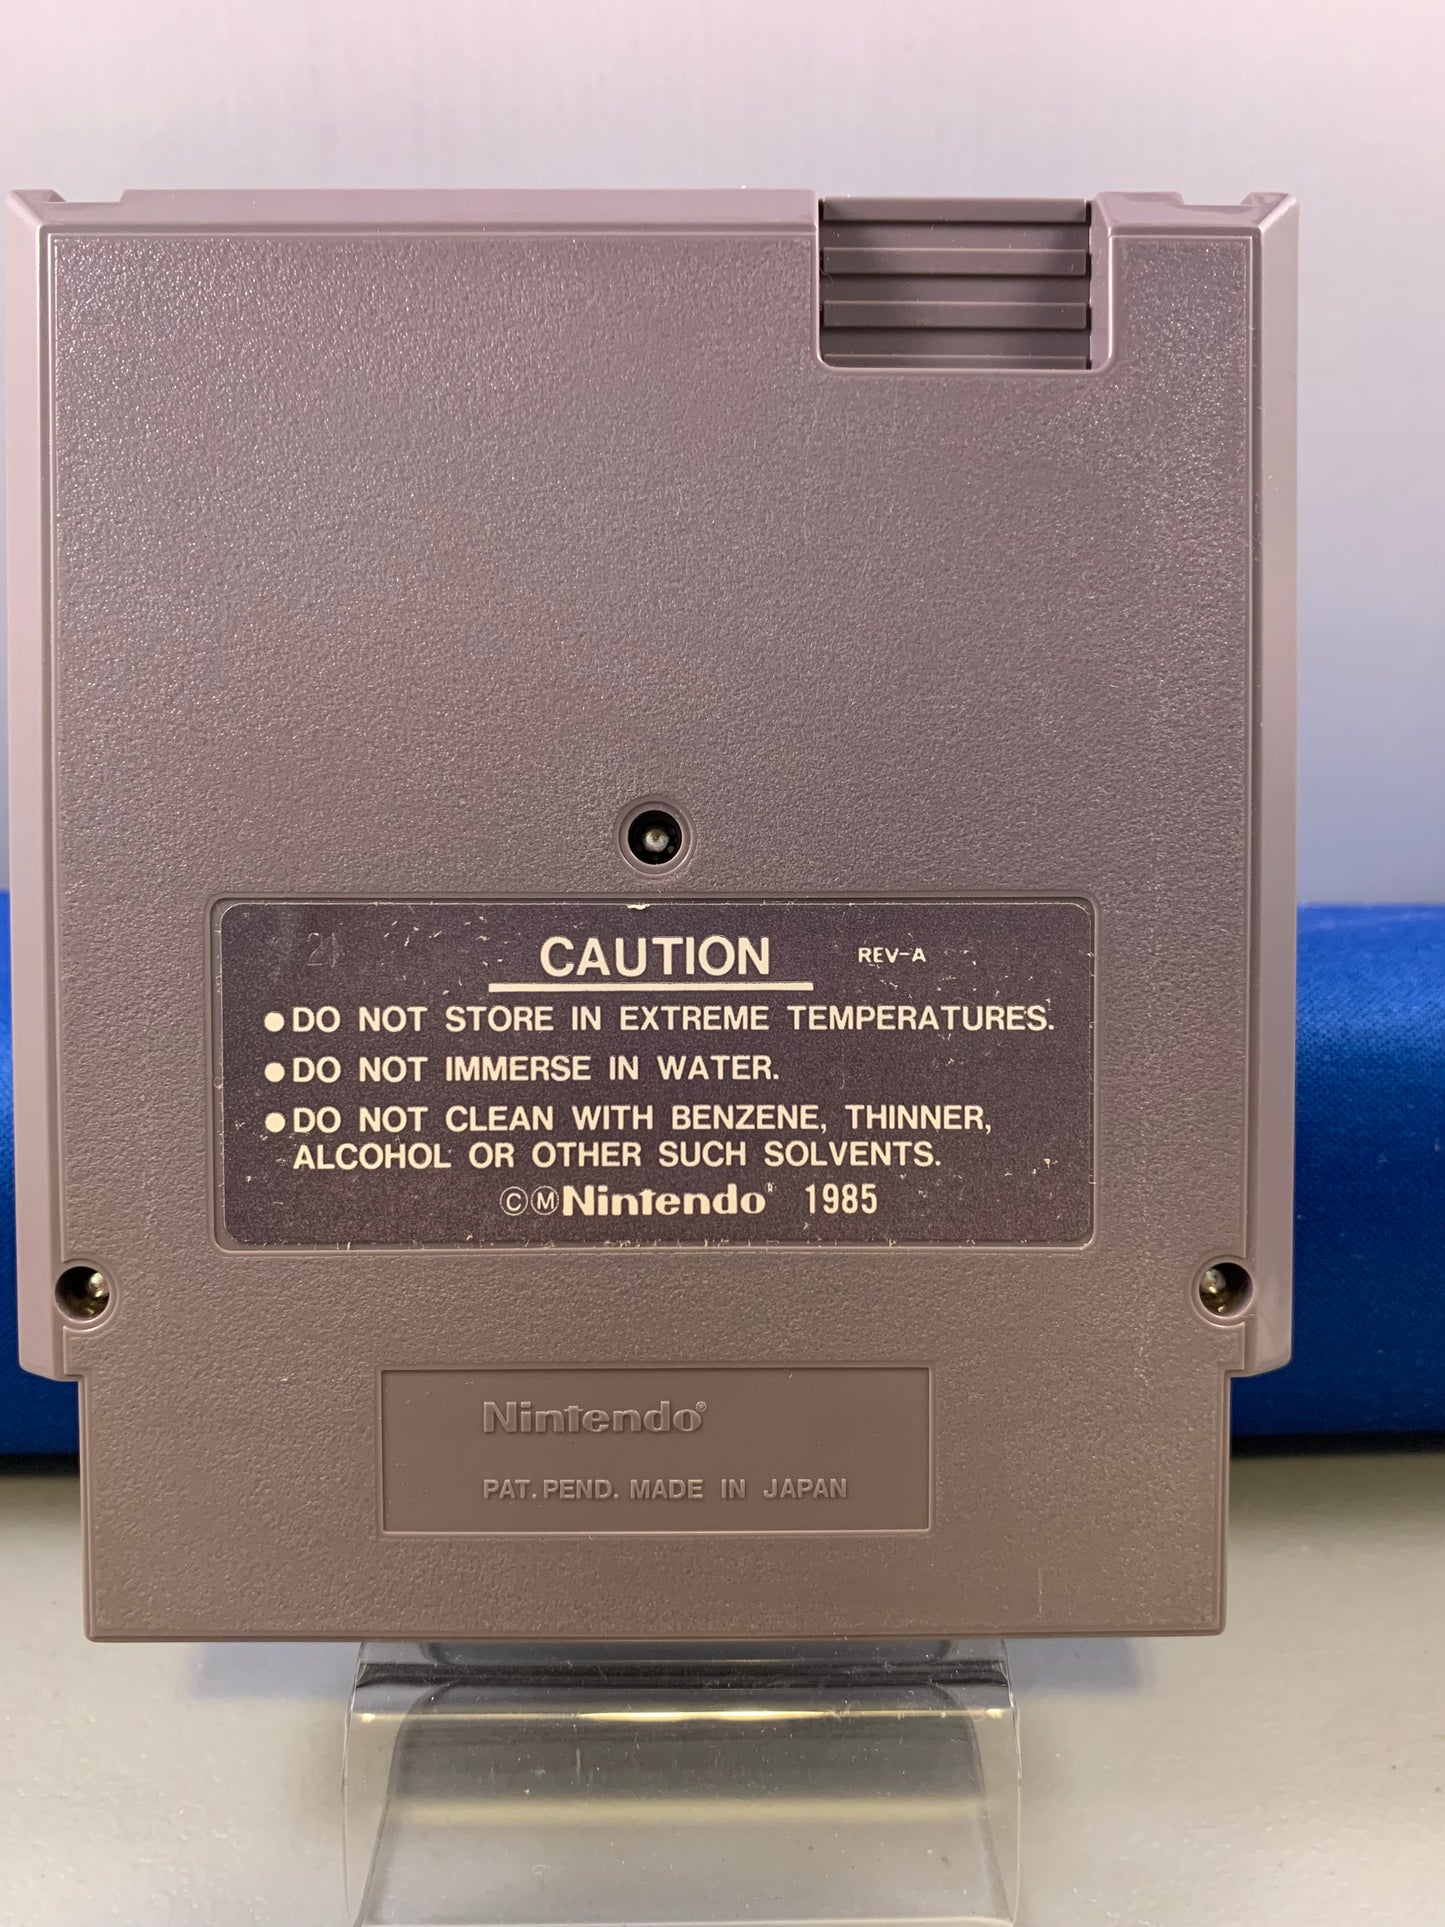 21
CAUTION REV-A
●DO NOT STORE IN EXTREME TEMPERATURES.
●DO NOT IMMERSE IN WATER.
●DO NOT CLEAN WITH BENZENE, THINNER,
ALCOHOL OR OTHER SUCH SOLVENTS.
ⒸⓂNintendo® 1985
Nintendo®
PAT. PEND. MADE IN JAPAN